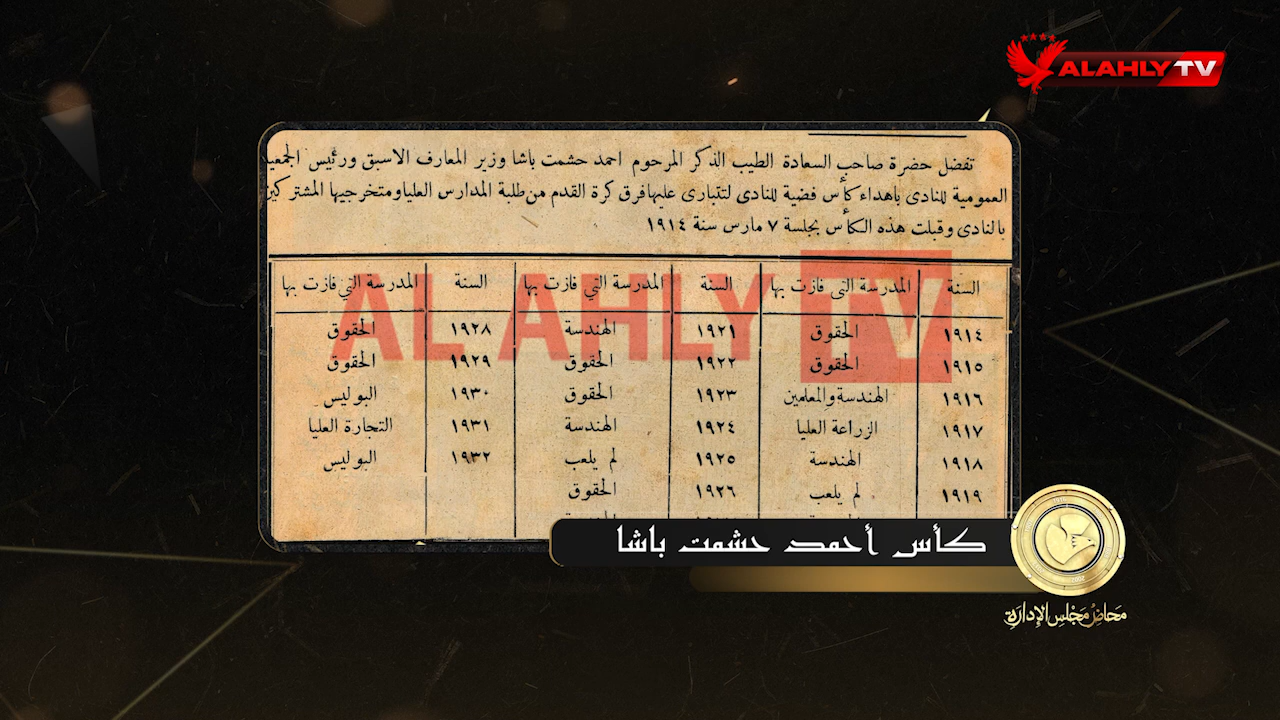 ALAHLY TV
تفضل حضرة صاحب السعادة الطيب الذكر المرحوم احمد حشمت باشا وزير المعارف الاسبق ورئيس الجمعية
العمومية للنادى باهداء كأس فضية للنادى لتتبارى عليها فرق كرة القدم من طلبة المدارس العليا ومتخرجيها المشتركين
بالنادى وقبلت هذه الكأس بجلسة ٧ مارس سنة ١٩١٤
السنة المدرسة التى فازت بها السنة المدرسة التي فازت بها السنة المدرسة التي فازت بها
١٩١٤ الحقوق ١٩٢١ الهندسة ١٩٢٨ الحقوق
١٩١٥ الحقوق ١٩٢٢ الحقوق ١٩٢٩ الحقوق
١٩١٦ الهندسة والمعلمين ١٩٢٣ الحقوق ١٩٣٠ البوليس
١٩١٧ الزراعة العليا ١٩٢٤ الهندسة ١٩٣١ التجارة العليا
١٩١٨ الهندسة ١٩٢٥ لم يلعب ١٩٣٢ البوليس
١٩١٩ لم يلعب ١٩٢٦ الحقوق
AL AHLY TV
كأس أحمد حشمت باشا
محاضر مجلس الإدارة